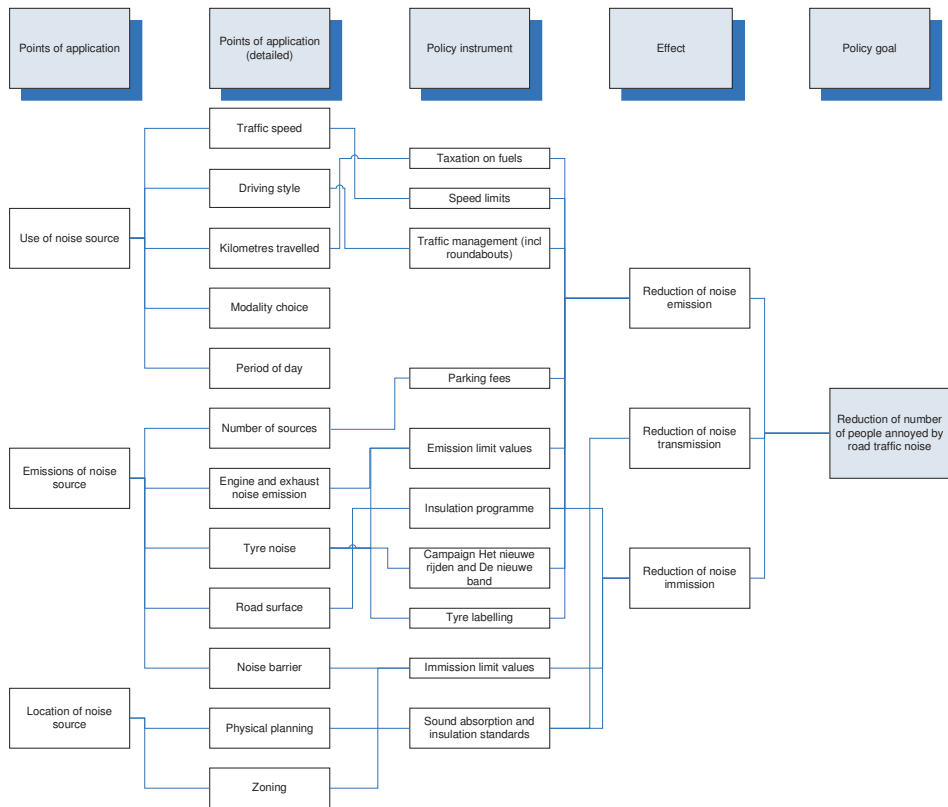 Points of application
Points of application
(detailed)
Policy instrument
Effect
Policy goal
Use of noise source
Emissions of noise
source
Location of noise
source
Traffic speed
Driving style
Kilometres travelled
Modality choice
Period of day
Number of sources
Engine and exhaust
noise emission
Tyre noise
Road surface
Noise barrier
Physical planning
Zoning
Taxation on fuels
Speed limits
Traffic management (incl
roundabouts)
Parking fees
Emission limit values
Insulation programme
Campaign Het nieuwe
rijden and De nieuwe
band
Tyre labelling
Immission limit values
Sound absorption and
insulation standards
Reduction of noise
emission
Reduction of noise
transmission
Reduction of noise
immission
Reduction of number
of people annoyed by
road traffic noise